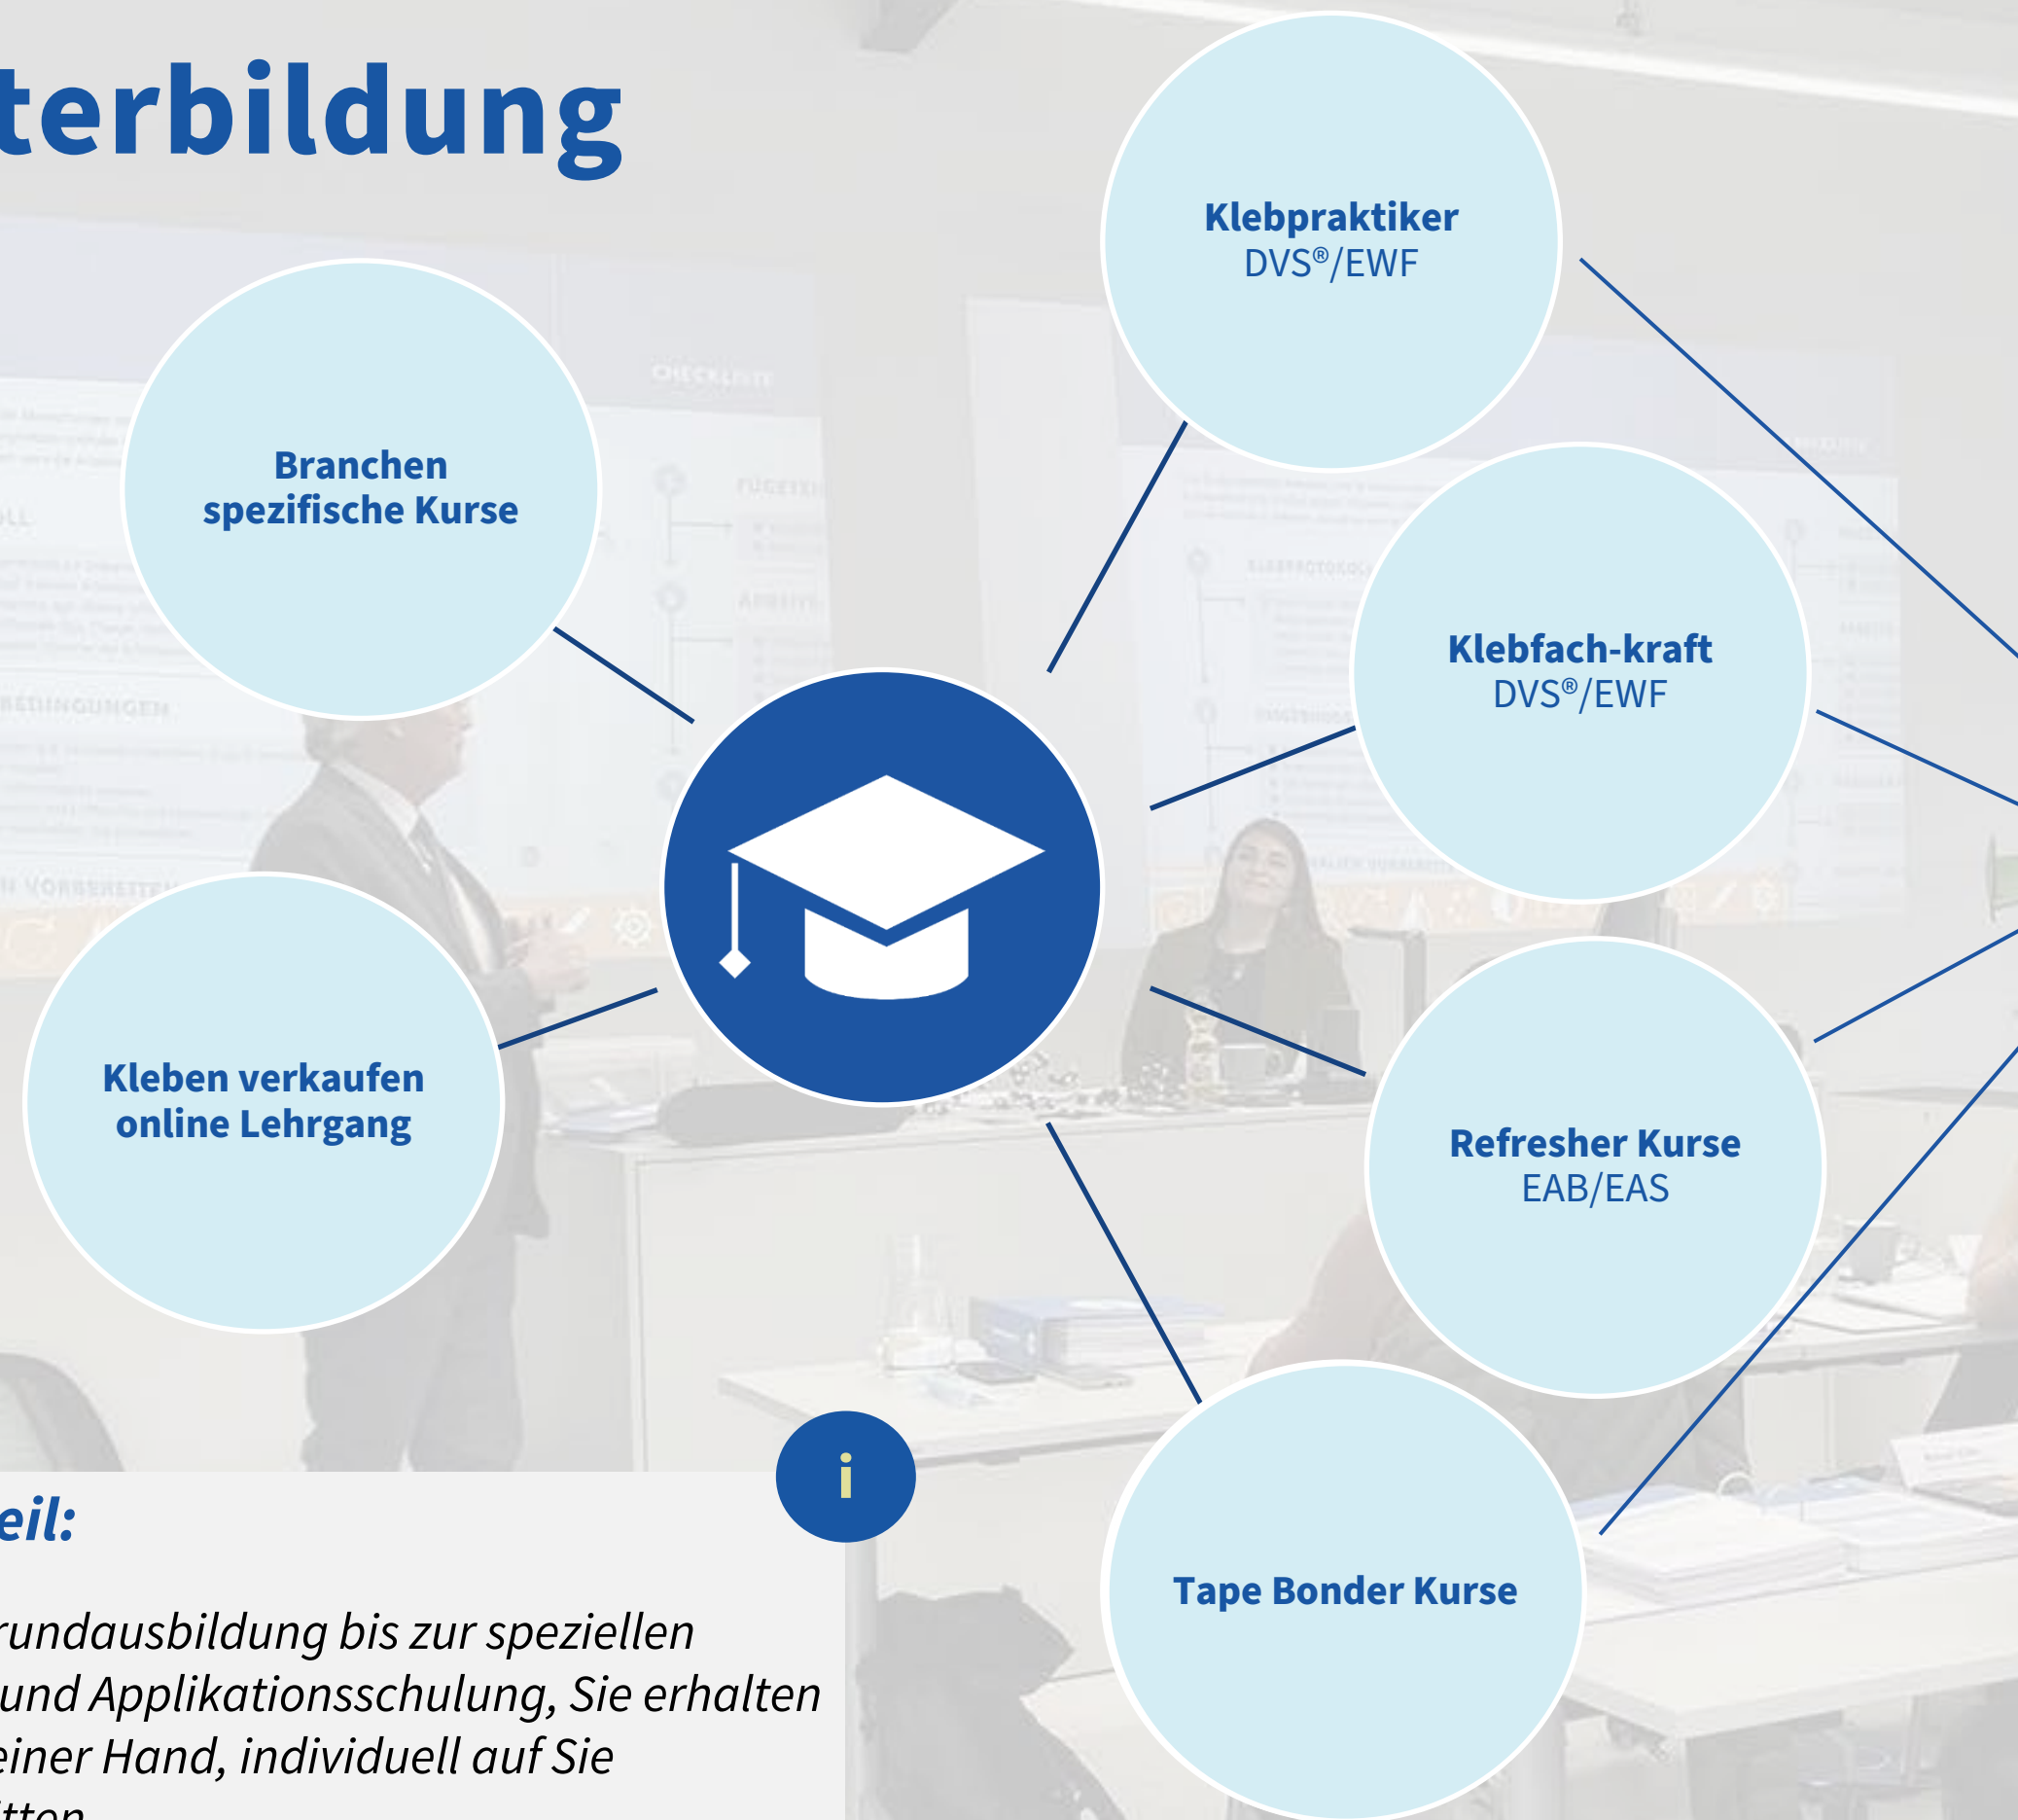 terbildung
Klebpraktiker
DVS®/EWF
Branchen
spezifische Kurse
CHECKLISTE
Klebfach-kraft
DVS®/EWF
Kleben verkaufen
online Lehrgang
Refresher Kurse
EAB/EAS
Tape Bonder Kurse
i
eil:
rundausbildung bis zur speziellen
und Applikationsschulung, Sie erhalten
einer Hand, individuell auf Sie